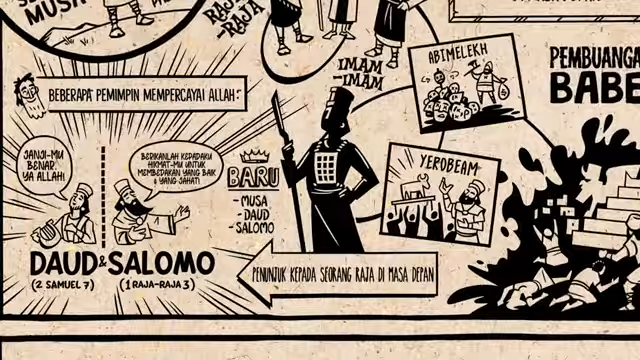 MUSA
RAJA
-RAJA
IMAM
-IMAM
ABIMELEKH
PEMBUANGA
BABE
BEBERAPA PEMIMPIN MEMPERCAYAI ALLAH:
JANJI-MU
BENAR,
YA ALLAH!
BERIKANLAH KEPADAKU
HIKMAT-MU UNTUK
MEMBEDAKAN YANG BAIK
& YANG JAHAT!
BARU
-MUSA
-DAUD
-SALOMO
YEROBEAM
DAUD & SALOMO
(2 SAMUEL 7)
(1 RAJA-RAJA 3)
PENUNJUK KEPADA SEORANG RAJA DI MASA DEPAN